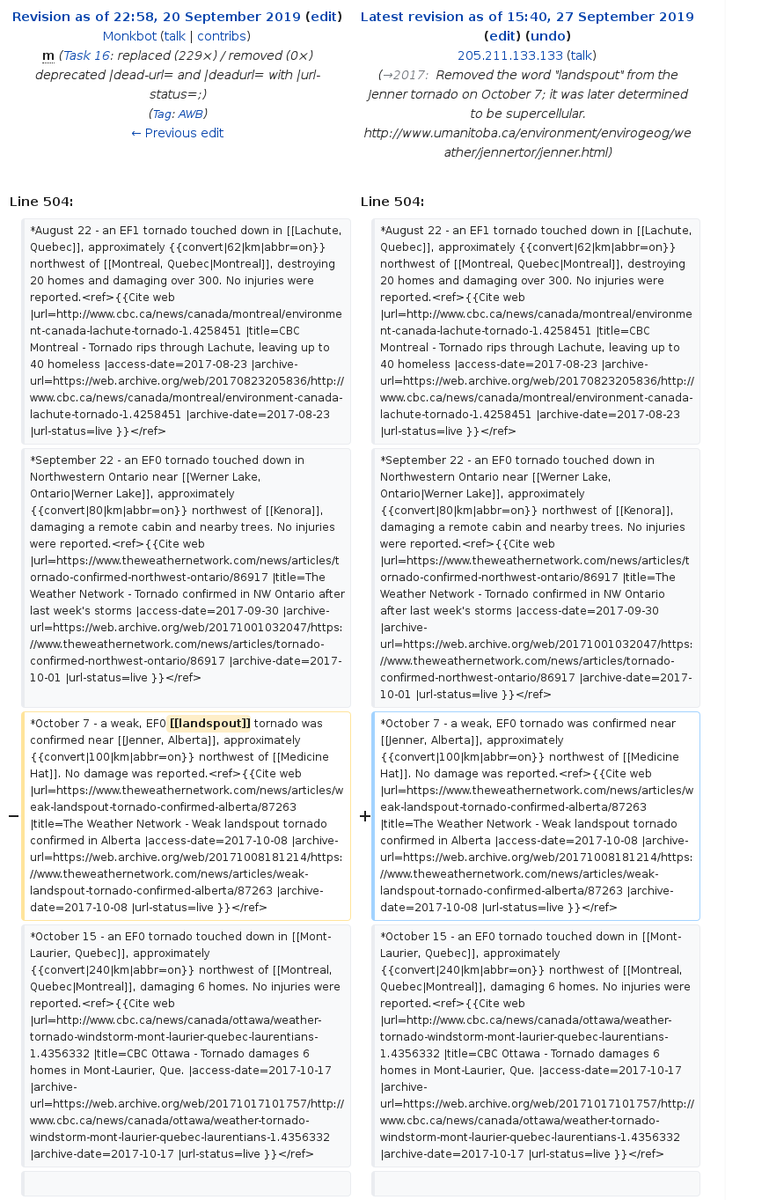 Revision as of 22:58, 20 September 2019 (edit)
Monkbot (talk | contribs)
m (Task 16: replaced (229×) / removed (0×)
deprecated |dead-url= and |deadurl= with |url-
status=;)
(Tag: AWB)
← Previous edit
Latest revision as of 15:40, 27 September 2019
(edit) (undo)
205.211.133.133 (talk)
(→2017: Removed the word "landspout" from the
Jenner tornado on October 7; it was later determined
to be supercellular.
http://www.umanitoba.ca/environment/envirogeog/we
ather/jennertor/jenner.html)
Line 504:
Line 504:
*August 22 - an EF1 tornado touched down in [[Lachute,
Quebec]], approximately {{convert|62|km|abbr=on}}
northwest of [[Montreal, Quebec|Montreal]], destroying
20 homes and damaging over 300. No injuries were
reported.<ref>{{Cite web
|url=http://www.cbc.ca/news/canada/montreal/environme
nt-canada-lachute-tornado-1.4258451 |title=CBC
Montreal - Tornado rips through Lachute, leaving up to
40 homeless |access-date=2017-08-23 |archive-
url=https://web.archive.org/web/20170823205836/http://
www.cbc.ca/news/canada/montreal/environment-canada-
lachute-tornado-1.4258451 |archive-date=2017-08-23
|url-status=live }}</ref>
*August 22 - an EF1 tornado touched down in [[Lachute,
Quebec]], approximately {{convert|62|km|abbr=on}}
northwest of [[Montreal, Quebec|Montreal]], destroying
20 homes and damaging over 300. No injuries were
reported.<ref>{{Cite web
|url=http://www.cbc.ca/news/canada/montreal/environme
nt-canada-lachute-tornado-1.4258451 |title=CBC
Montreal - Tornado rips through Lachute, leaving up to
40 homeless |access-date=2017-08-23 |archive-
url=https://web.archive.org/web/20170823205836/http://
www.cbc.ca/news/canada/montreal/environment-canada-
lachute-tornado-1.4258451 |archive-date=2017-08-23
|url-status=live }}</ref>
*September 22 - an EF0 tornado touched down in
Northwestern Ontario near [[Werner Lake,
Ontario|Werner Lake]], approximately
{{convert|80|km|abbr=on}} northwest of [[Kenora]],
damaging a remote cabin and nearby trees. No injuries
were reported.<ref>{{Cite web
|url=https://www.theweathernetwork.com/news/articles/t
ornado-confirmed-northwest-ontario/86917 |title=The
Weather Network - Tornado confirmed in NW Ontario after
last week's storms |access-date=2017-09-30 |archive-
url=https://web.archive.org/web/20171001032047/https:
//www.theweathernetwork.com/news/articles/tornado-
confirmed-northwest-ontario/86917 |archive-date=2017-
10-01 |url-status=live }}</ref>
*September 22 - an EF0 tornado touched down in
Northwestern Ontario near [[Werner Lake,
Ontario|Werner Lake]], approximately
{{convert|80|km|abbr=on}} northwest of [[Kenora]],
damaging a remote cabin and nearby trees. No injuries
were reported.<ref>{{Cite web
|url=https://www.theweathernetwork.com/news/articles/t
ornado-confirmed-northwest-ontario/86917 |title=The
Weather Network - Tornado confirmed in NW Ontario
after last week's storms |access-date=2017-09-30
|archive-
url=https://web.archive.org/web/20171001032047/https:
//www.theweathernetwork.com/news/articles/tornado-
confirmed-northwest-ontario/86917 |archive-date=2017-
10-01 |url-status=live }}</ref>
−
*October 7 - a weak, EF0 [[landspout]] tornado was
confirmed near [[Jenner, Alberta]], approximately
{{convert|100|km|abbr=on}} northwest of [[Medicine
Hat]]. No damage was reported.<ref>{{Cite web
|url=https://www.theweathernetwork.com/news/articles/w
eak-landspout-tornado-confirmed-alberta/87263
|title=The Weather Network - Weak landspout tornado
confirmed in Alberta |access-date=2017-10-08 |archive-
url=https://web.archive.org/web/20171008181214/https:
//www.theweathernetwork.com/news/articles/weak-
landspout-tornado-confirmed-alberta/87263 |archive-
date=2017-10-08 |url-status=live }}</ref>
+
*October 7 - a weak, EF0 tornado was confirmed near
[[Jenner, Alberta]], approximately
{{convert|100|km|abbr=on}} northwest of [[Medicine
Hat]]. No damage was reported.<ref>{{Cite web
|url=https://www.theweathernetwork.com/news/articles/w
eak-landspout-tornado-confirmed-alberta/87263
|title=The Weather Network - Weak landspout tornado
confirmed in Alberta |access-date=2017-10-08 |archive-
url=https://web.archive.org/web/20171008181214/https:
//www.theweathernetwork.com/news/articles/weak-
landspout-tornado-confirmed-alberta/87263 |archive-
date=2017-10-08 |url-status=live }}</ref>
*October 15 - an EF0 tornado touched down in [[Mont-
Laurier, Quebec]], approximately
{{convert|240|km|abbr=on}} northwest of [[Montreal,
Quebec|Montreal]], damaging 6 homes. No injuries were
reported.<ref>{{Cite web
|url=http://www.cbc.ca/news/canada/ottawa/weather-
tornado-windstorm-mont-laurier-quebec-laurentians-
1.4356332 |title=CBC Ottawa - Tornado damages 6
homes in Mont-Laurier, Que. |access-date=2017-10-17
|archive-
url=https://web.archive.org/web/20171017101757/http://
www.cbc.ca/news/canada/ottawa/weather-tornado-
windstorm-mont-laurier-quebec-laurentians-1.4356332
|archive-date=2017-10-17 |url-status=live }}</ref>
*October 15 - an EF0 tornado touched down in [[Mont-
Laurier, Quebec]], approximately
{{convert|240|km|abbr=on}} northwest of [[Montreal,
Quebec|Montreal]], damaging 6 homes. No injuries were
reported.<ref>{{Cite web
|url=http://www.cbc.ca/news/canada/ottawa/weather-
tornado-windstorm-mont-laurier-quebec-laurentians-
1.4356332 |title=CBC Ottawa - Tornado damages 6
homes in Mont-Laurier, Que. |access-date=2017-10-17
|archive-
url=https://web.archive.org/web/20171017101757/http://
www.cbc.ca/news/canada/ottawa/weather-tornado-
windstorm-mont-laurier-quebec-laurentians-1.4356332
|archive-date=2017-10-17 |url-status=live }}</ref>